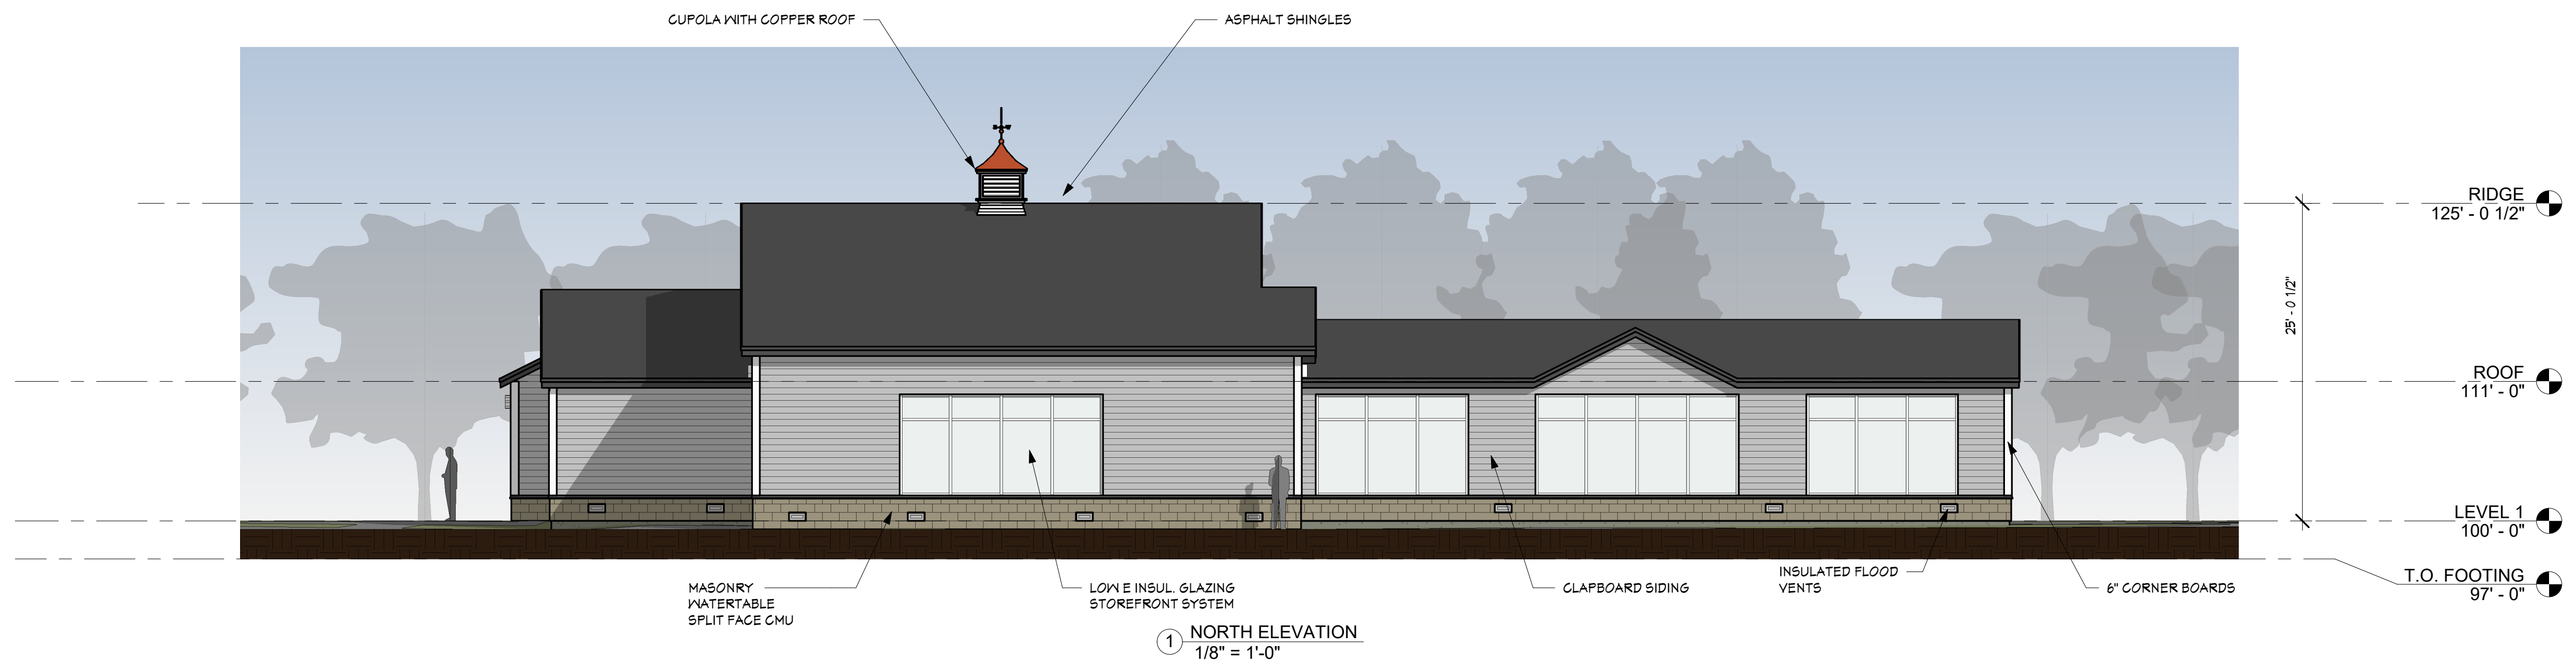 CUPOLA WITH COPPER ROOF
ASPHALT SHINGLES
RIDGE
125' - 0 1/2"
25' - 0 1/2"
ROOF
111' - 0"
LEVEL 1
100' - 0"
T.O. FOOTING
97' - 0"
MASONRY
WATERTABLE
SPLIT FACE CMU
LOW E INSUL. GLAZING
STOREFRONT SYSTEM
CLAPBOARD SIDING
INSULATED FLOOD
VENTS
6" CORNER BOARDS
1 NORTH ELEVATION
1/8" = 1'-0"